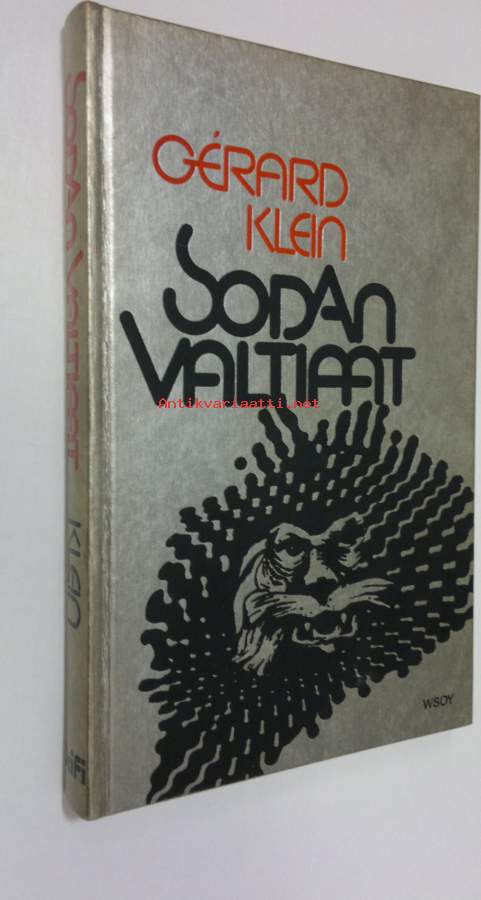 GÉRARD
KLEIN
SODAN
VALTIAAT
Antikvariaatti.net
WSOY
SODAN VALTIAAT KLEIN